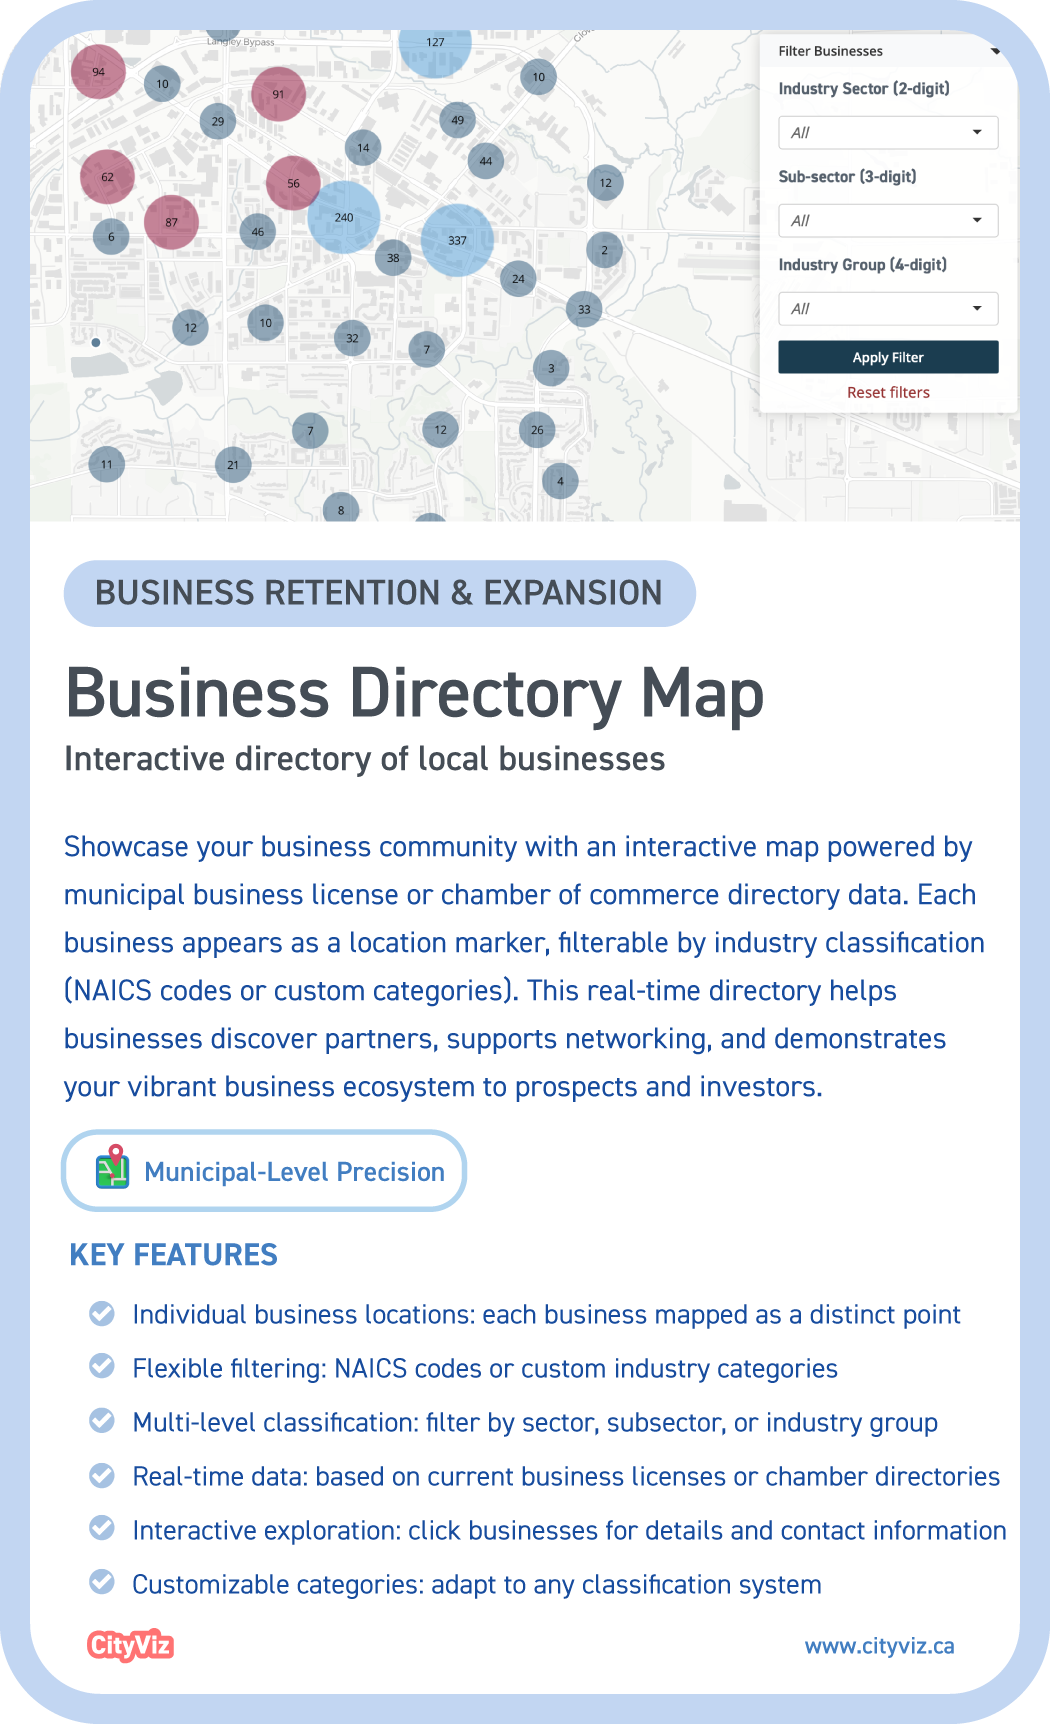 Langley Bypass
127
94
10
91
10
29
49
14
44
62
56
12
87
240
6
46
337
38
2
24
33
12
10
32
7
3
7
12
26
11
21
4
8
Filter Businesses
Industry Sector (2-digit)
All
Sub-sector (3-digit)
All
Industry Group (4-digit)
All
Apply Filter
Reset filters
BUSINESS RETENTION & EXPANSION
Business Directory Map
Interactive directory of local businesses
Showcase your business community with an interactive map powered by
municipal business license or chamber of commerce directory data. Each
business appears as a location marker, filterable by industry classification
(NAICS codes or custom categories). This real-time directory helps
businesses discover partners, supports networking, and demonstrates
your vibrant business ecosystem to prospects and investors.
Municipal-Level Precision
KEY FEATURES
Individual business locations: each business mapped as a distinct point
Flexible filtering: NAICS codes or custom industry categories
Multi-level classification: filter by sector, subsector, or industry group
Real-time data: based on current business licenses or chamber directories
Interactive exploration: click businesses for details and contact information
Customizable categories: adapt to any classification system
CityViz
www.cityviz.ca